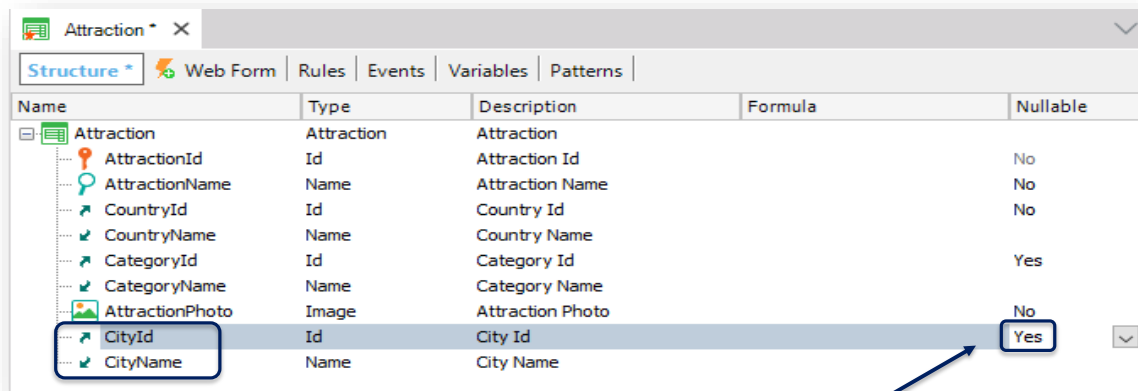 Attraction *
Structure * Web Form Rules Events Variables Patterns
Name Type Description Formula Nullable
Attraction Attraction Attraction
AttractionId Id Attraction Id No
AttractionName Name Attraction Name No
CountryId Id Country Id No
CountryName Name Country Name
CategoryId Id Category Id Yes
CategoryName Name Category Name
AttractionPhoto Image Attraction Photo No
CityId Id City Id Yes
CityName Name City Name